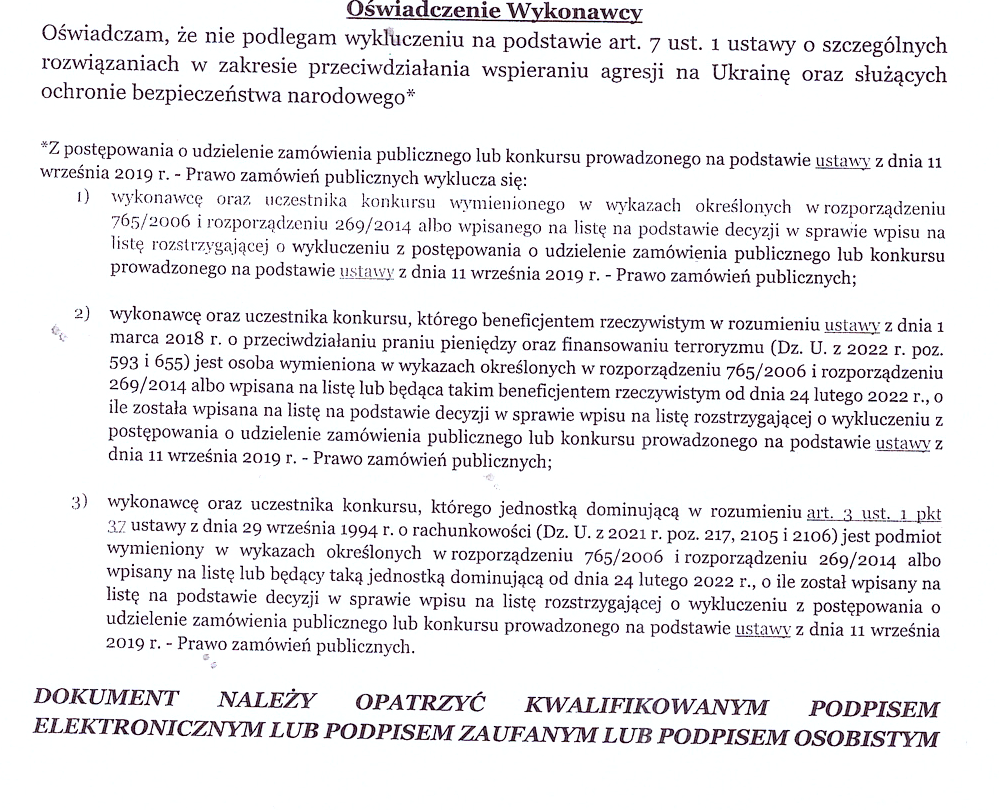 Oświadczenie Wykonawcy
Oświadczam, że nie podlegam wykluczeniu na podstawie art. 7 ust. 1 ustawy o szczególnych
rozwiązaniach w zakresie przeciwdziałania wspieraniu agresji na Ukrainę oraz służących
ochronie bezpieczeństwa narodowego*
*Z postępowania o udzielenie zamówienia publicznego lub konkursu prowadzonego na podstawie ustawy z dnia 11
września 2019 r. - Prawo zamówień publicznych wyklucza się:
1) wykonawcę oraz uczestnika konkursu wymienionego w wykazach określonych w rozporządzeniu
765/2006 i rozporządzeniu 269/2014 albo wpisanego na listę na podstawie decyzji w sprawie wpisu na
listę rozstrzygającej o wykluczeniu z postępowania o udzielenie zamówienia publicznego lub konkursu
prowadzonego na podstawie ustawy z dnia 11 września 2019 r. - Prawo zamówień publicznych;
2) wykonawcę oraz uczestnika konkursu, którego beneficjentem rzeczywistym w rozumieniu ustawy z dnia 1
marca 2018 r. o przeciwdziałaniu praniu pieniędzy oraz finansowaniu terroryzmu (Dz. U. z 2022 r. poz.
593 i 655) jest osoba wymieniona w wykazach określonych w rozporządzeniu 765/2006 i rozporządzeniu
269/2014 albo wpisana na listę lub będąca takim beneficjentem rzeczywistym od dnia 24 lutego 2022 r., o
ile została wpisana na listę na podstawie decyzji w sprawie wpisu na listę rozstrzygającej o wykluczeniu z
postępowania o udzielenie zamówienia publicznego lub konkursu prowadzonego na podstawie ustawy z
dnia 11 września 2019 r. - Prawo zamówień publicznych;
3) wykonawcę oraz uczestnika konkursu, którego jednostką dominującą w rozumieniu art. 3 ust. 1 pkt
37 ustawy z dnia 29 września 1994 r. o rachunkowości (Dz. U. z 2021 r. poz. 217, 2105 i 2106) jest podmiot
wymieniony w wykazach określonych w rozporządzeniu 765/2006 i rozporządzeniu 269/2014 albo
wpisany na listę lub będący taką jednostką dominującą od dnia 24 lutego 2022 r., o ile został wpisany na
listę na podstawie decyzji w sprawie wpisu na listę rozstrzygającej o wykluczeniu z postępowania o
udzielenie zamówienia publicznego lub konkursu prowadzonego na podstawie ustawy z dnia 11 września
2019 r. - Prawo zamówień publicznych.
DOKUMENT NALEŻY OPATRZYĆ KWALIFIKOWANYM PODPISEM
ELEKTRONICZNYM LUB PODPISEM ZAUFANYM LUB PODPISEM OSOBISTYM